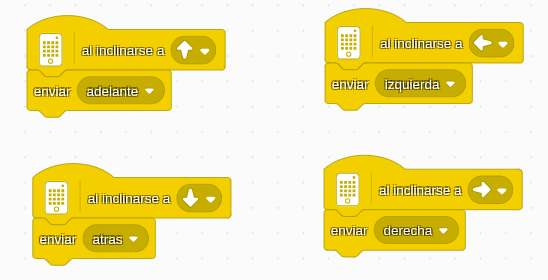 al inclinarse a
enviar adelante
al inclinarse a
enviar izquierda
al inclinarse a
enviar atras
al inclinarse a
enviar derecha